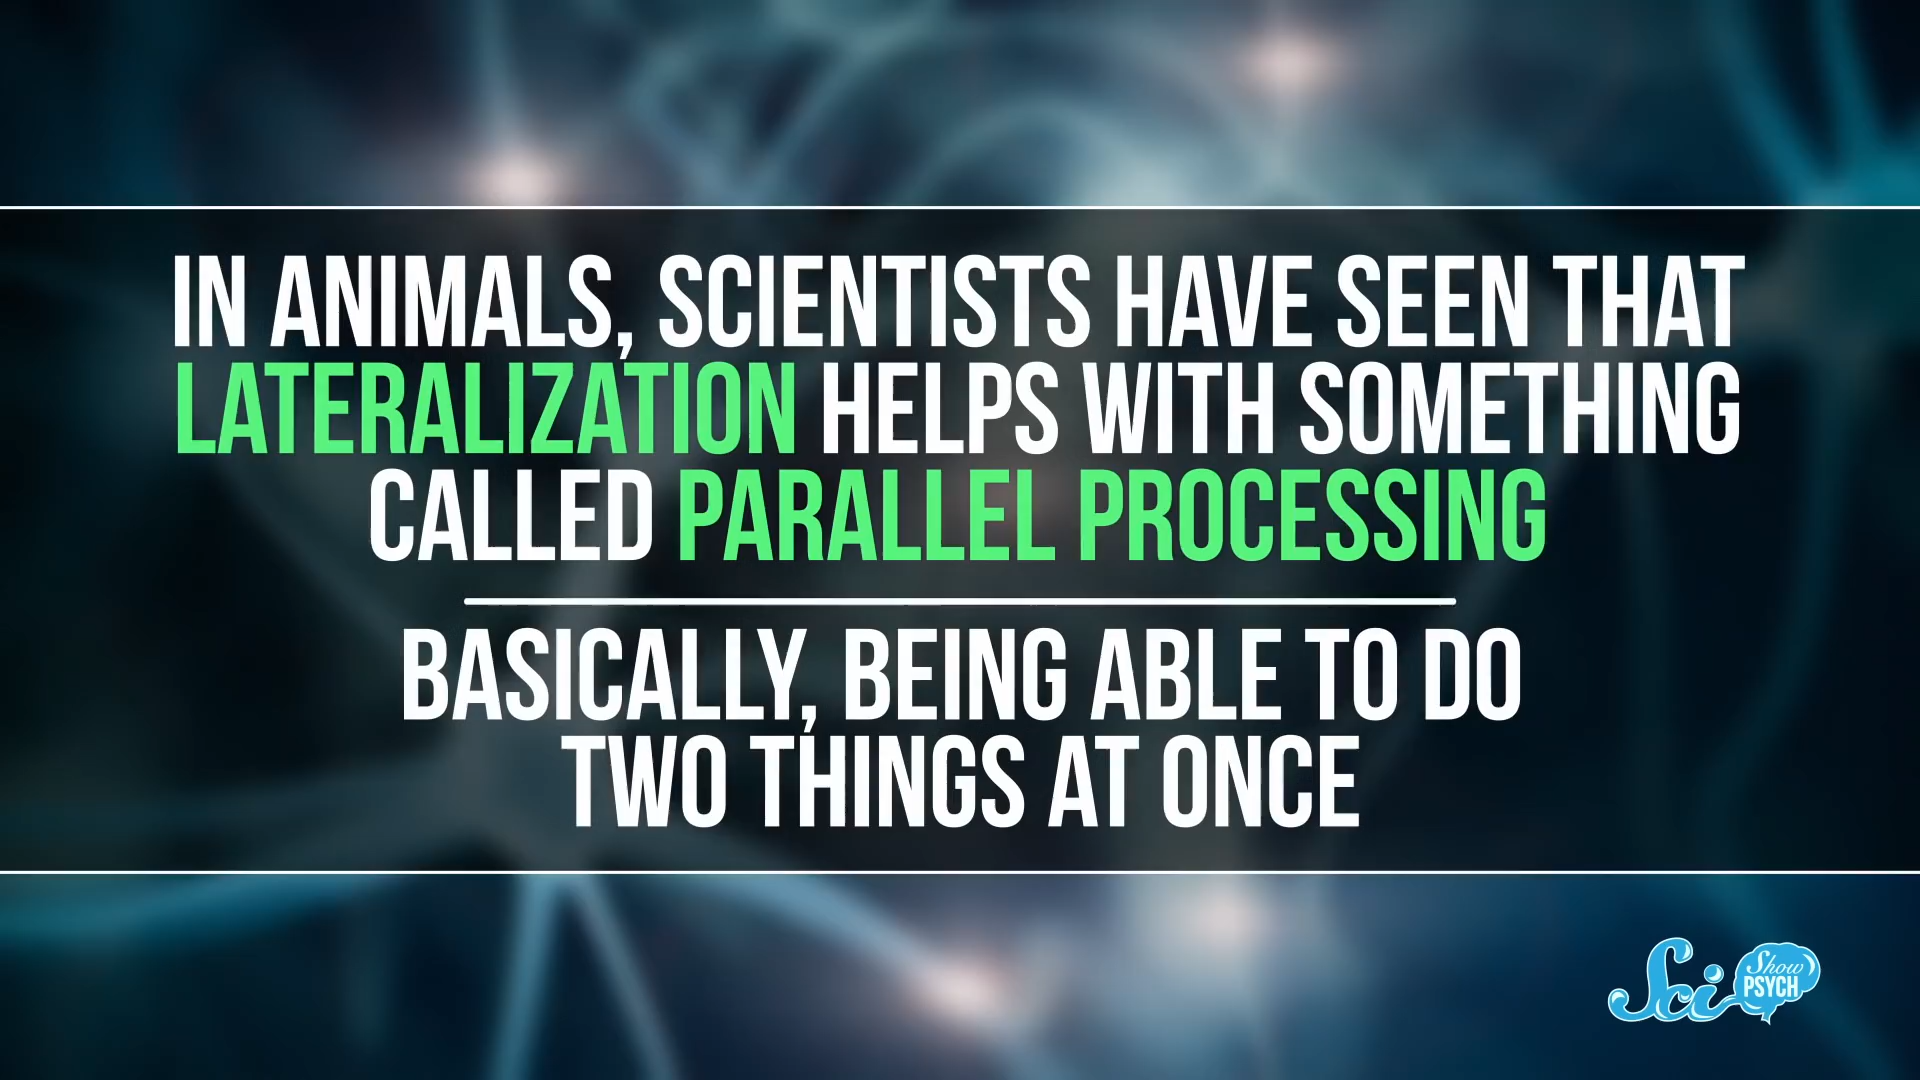 IN ANIMALS, SCIENTISTS HAVE SEEN THAT
LATERALIZATION HELPS WITH SOMETHING
CALLED PARALLEL PROCESSING
BASICALLY, BEING ABLE TO DO
TWO THINGS AT ONCE
Sci Show
PSYCH